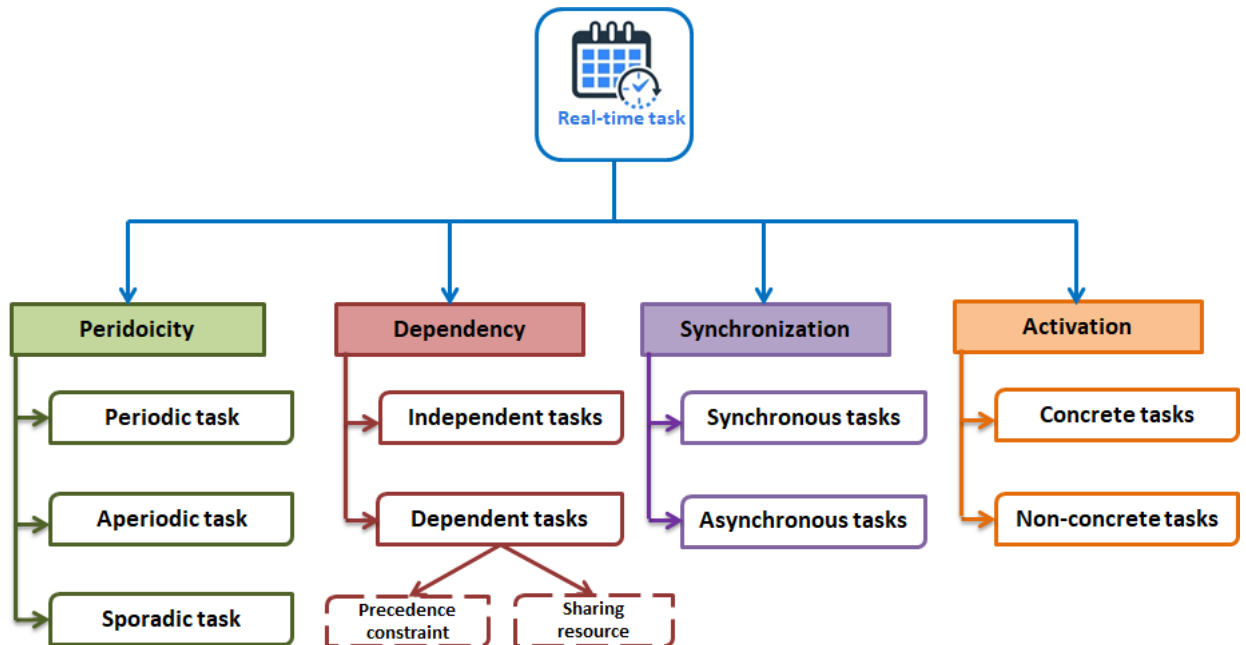 Real-time task
Peridoicity
Dependency
Synchronization
Activation
Periodic task
Independent tasks
Synchronous tasks
Concrete tasks
Aperiodic task
Dependent tasks
Asynchronous tasks
Non-concrete tasks
Sporadic task
Precedence
constraint
Sharing
resource